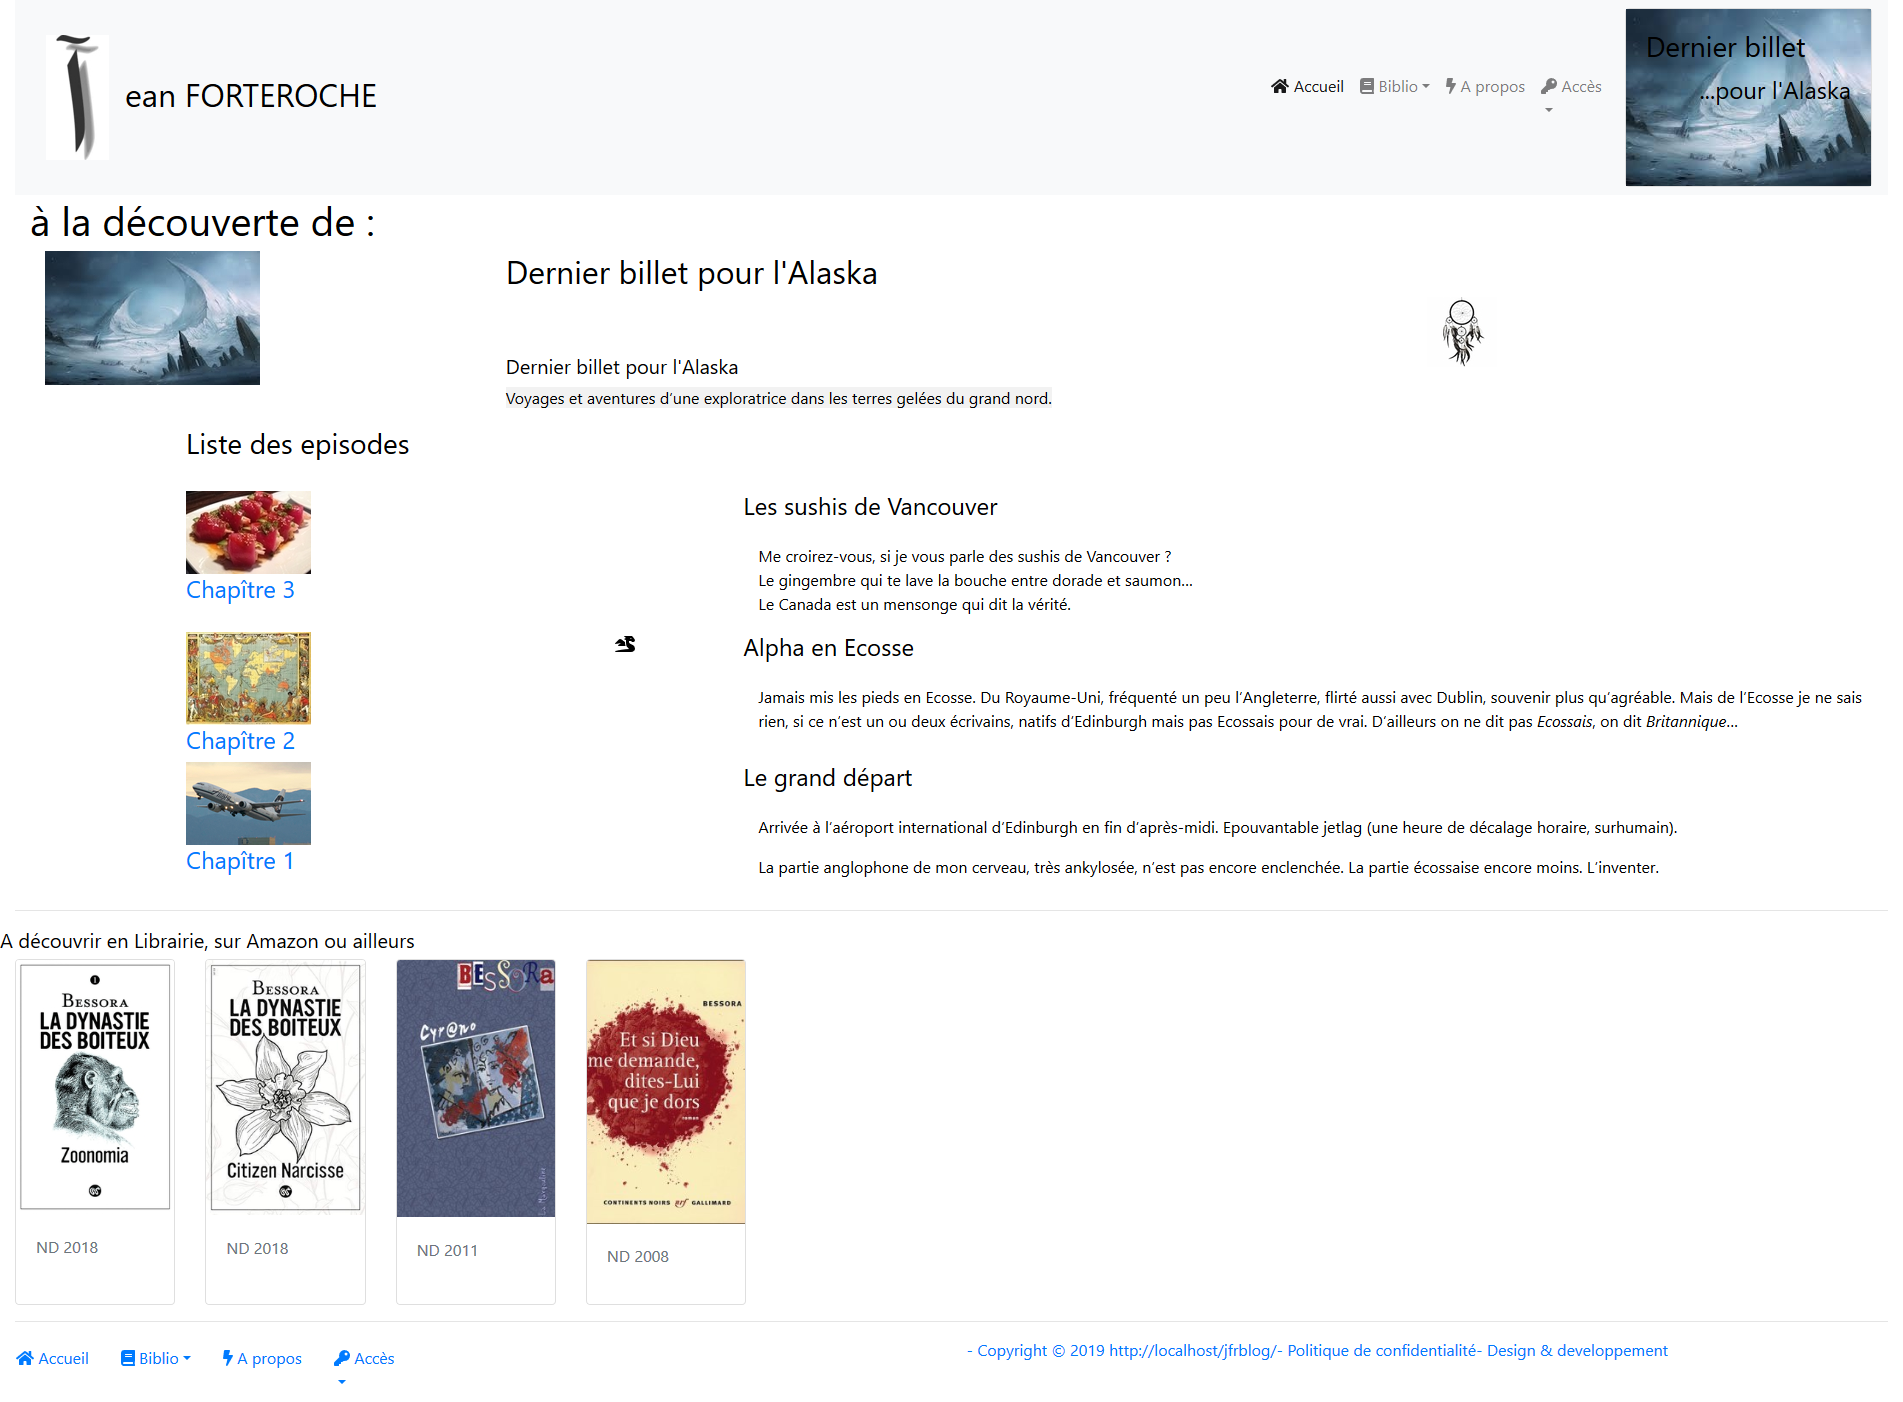 ean FORTEROCHE
Accueil Biblio A propos Accès
Dernier billet
...pour l'Alaska
à la découverte de :
Dernier billet pour l'Alaska
Dernier billet pour l'Alaska
Voyages et aventures d’une exploratrice dans les terres gelées du grand nord.
Liste des episodes
Les sushis de Vancouver
Me croirez-vous, si je vous parle des sushis de Vancouver ?
Le gingembre qui te lave la bouche entre dorade et saumon...
Le Canada est un mensonge qui dit la vérité.
Chapître 3
Alpha en Ecosse
Jamais mis les pieds en Ecosse. Du Royaume-Uni, fréquenté un peu l’Angleterre, flirté aussi avec Dublin, souvenir plus qu’agréable. Mais de l’Ecosse je ne sais
rien, si ce n’est un ou deux écrivains, natifs d’Edinburgh mais pas Ecossais pour de vrai. D’ailleurs on ne dit pas Ecossais, on dit Britannique...
Chapître 2
Le grand départ
Arrivée à l’aéroport international d’Edinburgh en fin d’après-midi. Epouvantable jetlag (une heure de décalage horaire, surhumain).
La partie anglophone de mon cerveau, très ankylosée, n’est pas encore enclenchée. La partie écossaise encore moins. L’inventer.
Chapître 1
A découvrir en Librairie, sur Amazon ou ailleurs
BESSORA
LA DYNASTIE
DES BOITEUX
Zoonomia
ND 2018
BESSORA
LA DYNASTIE
DES BOITEUX
Citizen Narcisse
ND 2018
BESSORa
Cyr@no
ND 2011
BESSORA
Et si Dieu
me demande,
dites-Lui
que je dors
roman
CONTINENTS NOIRS nrf GALLIMARD
ND 2008
Accueil Biblio A propos Accès
- Copyright © 2019 http://localhost/jfrblog/- Politique de confidentialité- Design & developpement